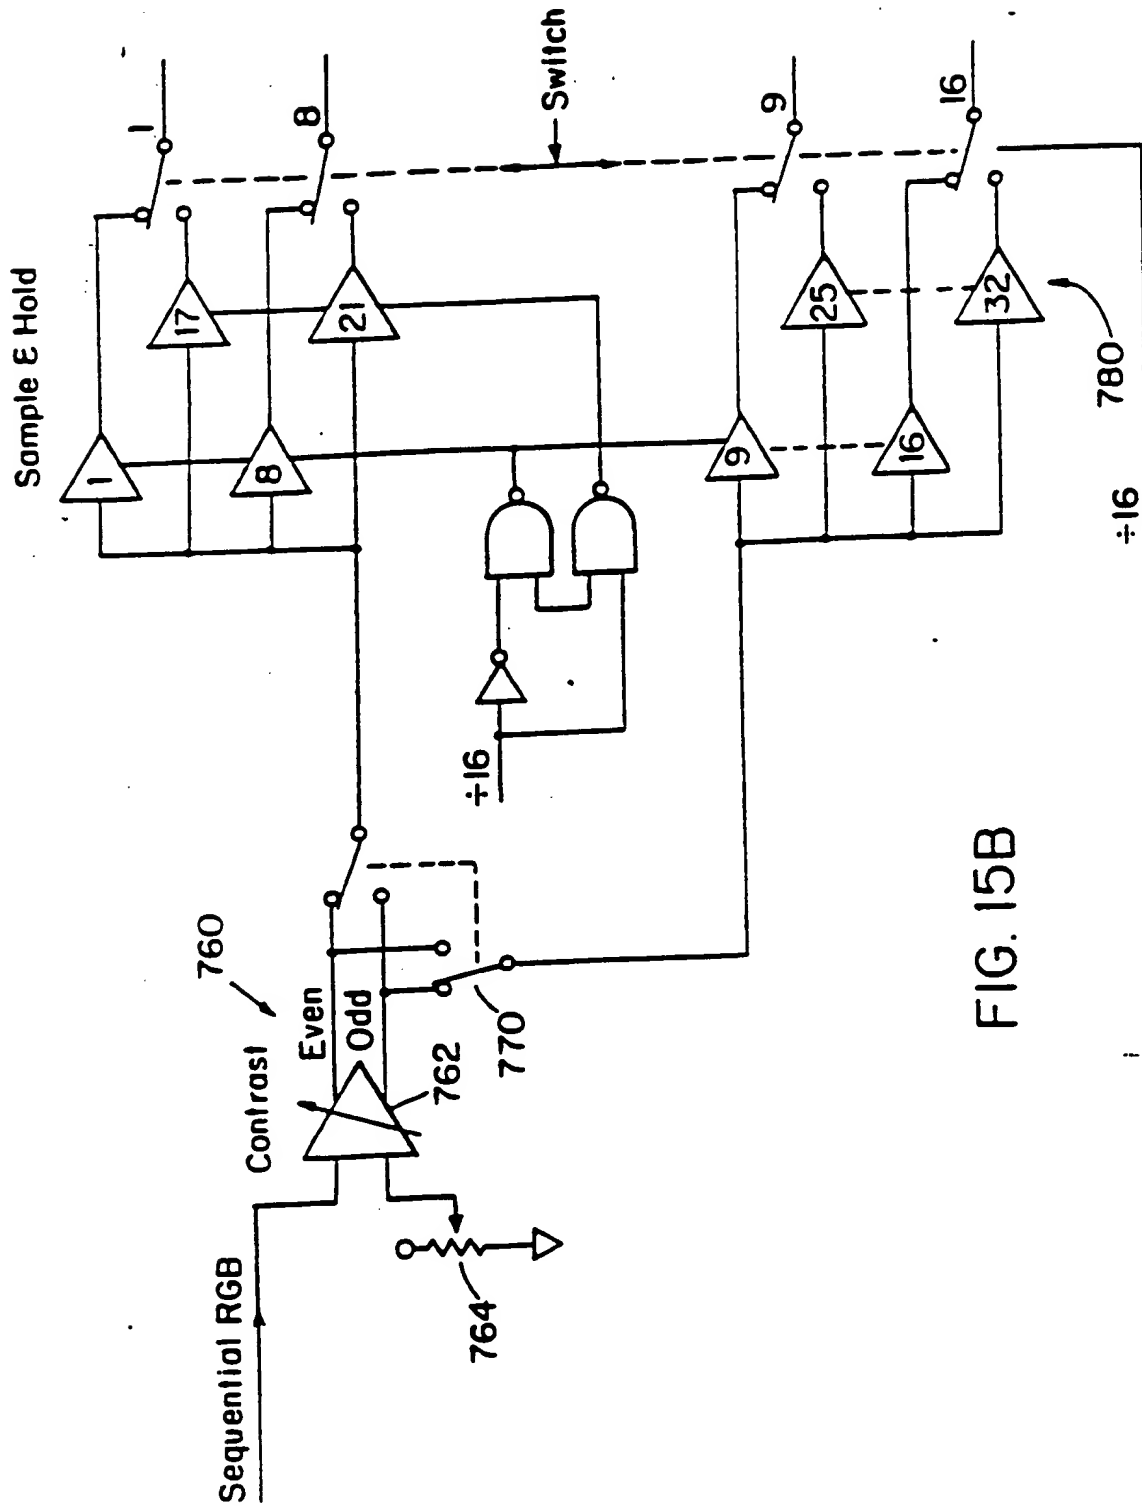 Sequential RGB
Contrast
760
Even
Odd
762
764
770
÷16
Sample & Hold
1
8
17
21
9
16
25
32
780
÷16
Switch
1
8
9
16
FIG. 15B